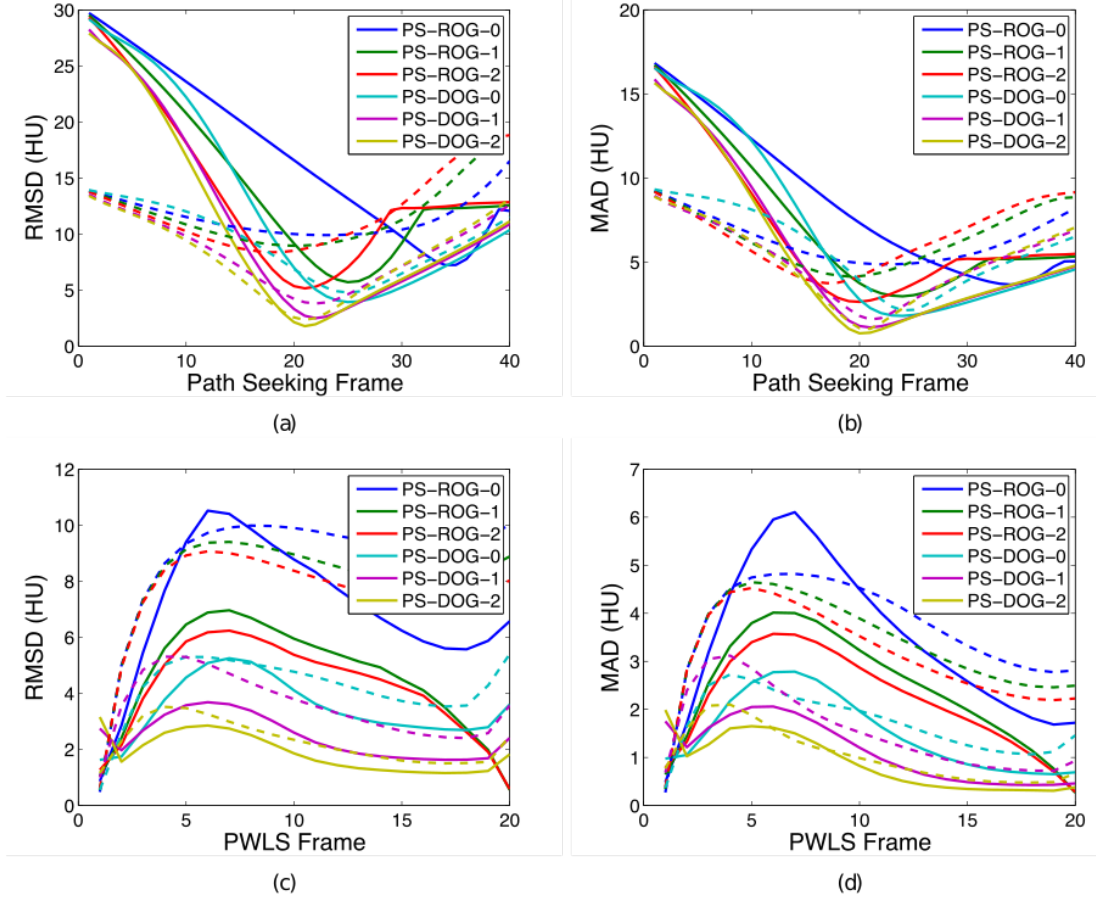 30
25
20
15
10
5
0
0 10 20 30 40
RMSD (HU)
Path Seeking Frame
PS-ROG-0
PS-ROG-1
PS-ROG-2
PS-DOG-0
PS-DOG-1
PS-DOG-2
(a)
20
15
10
5
0
0 10 20 30 40
MAD (HU)
Path Seeking Frame
PS-ROG-0
PS-ROG-1
PS-ROG-2
PS-DOG-0
PS-DOG-1
PS-DOG-2
(b)
12
10
8
6
4
2
0
0 5 10 15 20
RMSD (HU)
PWLS Frame
PS-ROG-0
PS-ROG-1
PS-ROG-2
PS-DOG-0
PS-DOG-1
PS-DOG-2
(c)
7
6
5
4
3
2
1
0
0 5 10 15 20
MAD (HU)
PWLS Frame
PS-ROG-0
PS-ROG-1
PS-ROG-2
PS-DOG-0
PS-DOG-1
PS-DOG-2
(d)